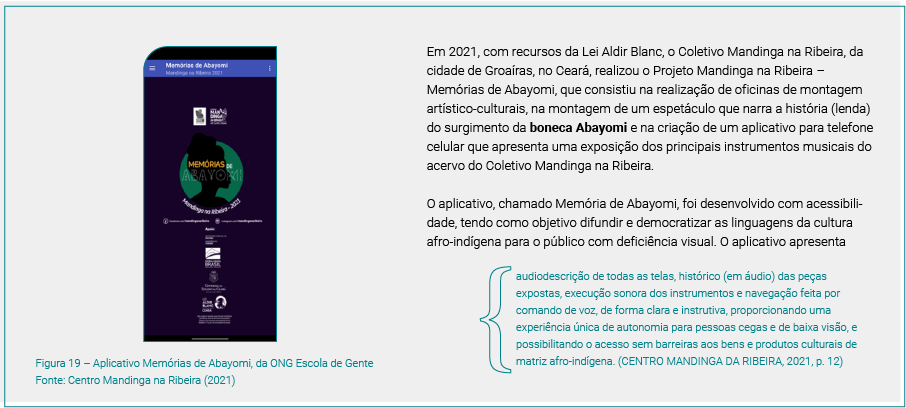 Memórias de Abayomi
Mandinga na Ribeira 2021
MEMÓRIAS DE
ABAYOMI
Mandinga na Ribeira - 2021
Apoio:
BRASIL
ALDIR
BLANC
Figura 19 – Aplicativo Memórias de Abayomi, da ONG Escola de Gente
Fonte: Centro Mandinga na Ribeira (2021)
Em 2021, com recursos da Lei Aldir Blanc, o Coletivo Mandinga na Ribeira, da
cidade de Groaíras, no Ceará, realizou o Projeto Mandinga na Ribeira –
Memórias de Abayomi, que consistiu na realização de oficinas de montagem
artístico-culturais, na montagem de um espetáculo que narra a história (lenda)
do surgimento da boneca Abayomi e na criação de um aplicativo para telefone
celular que apresenta uma exposição dos principais instrumentos musicais do
acervo do Coletivo Mandinga na Ribeira.
O aplicativo, chamado Memória de Abayomi, foi desenvolvido com acessibili-
dade, tendo como objetivo difundir e democratizar as linguagens da cultura
afro-indígena para o público com deficiência visual. O aplicativo apresenta
audiodescrição de todas as telas, histórico (em áudio) das peças
expostas, execução sonora dos instrumentos e navegação feita por
comando de voz, de forma clara e instrutiva, proporcionando uma
experiência única de autonomia para pessoas cegas e de baixa visão, e
possibilitando o acesso sem barreiras aos bens e produtos culturais de
matriz afro-indígena. (CENTRO MANDINGA DA RIBEIRA, 2021, p. 12)